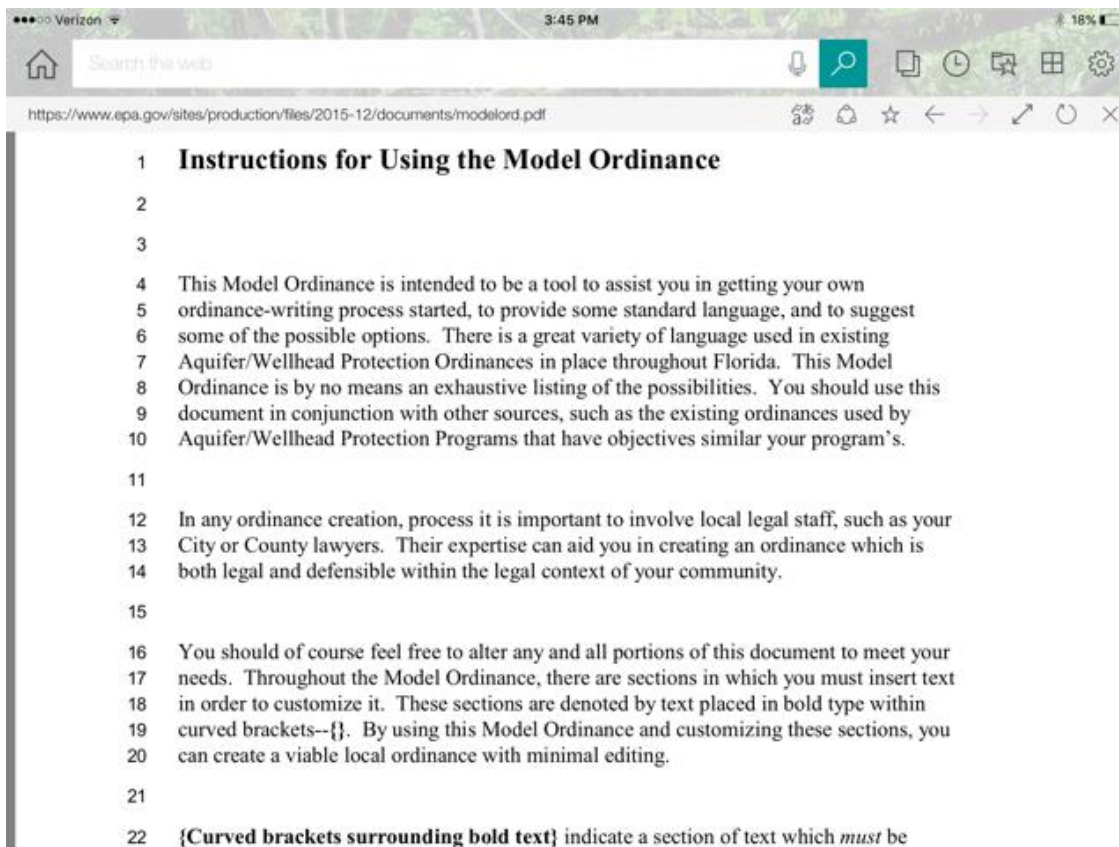 Verizon 3:45 PM 18%
Search the web
https://www.epa.gov/sites/production/files/2015-12/documents/modelord.pdf
1 Instructions for Using the Model Ordinance
2
3
4 This Model Ordinance is intended to be a tool to assist you in getting your own
5 ordinance-writing process started, to provide some standard language, and to suggest
6 some of the possible options. There is a great variety of language used in existing
7 Aquifer/Wellhead Protection Ordinances in place throughout Florida. This Model
8 Ordinance is by no means an exhaustive listing of the possibilities. You should use this
9 document in conjunction with other sources, such as the existing ordinances used by
10 Aquifer/Wellhead Protection Programs that have objectives similar your program's.
11
12 In any ordinance creation, process it is important to involve local legal staff, such as your
13 City or County lawyers. Their expertise can aid you in creating an ordinance which is
14 both legal and defensible within the legal context of your community.
15
16 You should of course feel free to alter any and all portions of this document to meet your
17 needs. Throughout the Model Ordinance, there are sections in which you must insert text
18 in order to customize it. These sections are denoted by text placed in bold type within
19 curved brackets--{}. By using this Model Ordinance and customizing these sections, you
20 can create a viable local ordinance with minimal editing.
21
22 {Curved brackets surrounding bold text} indicate a section of text which must be